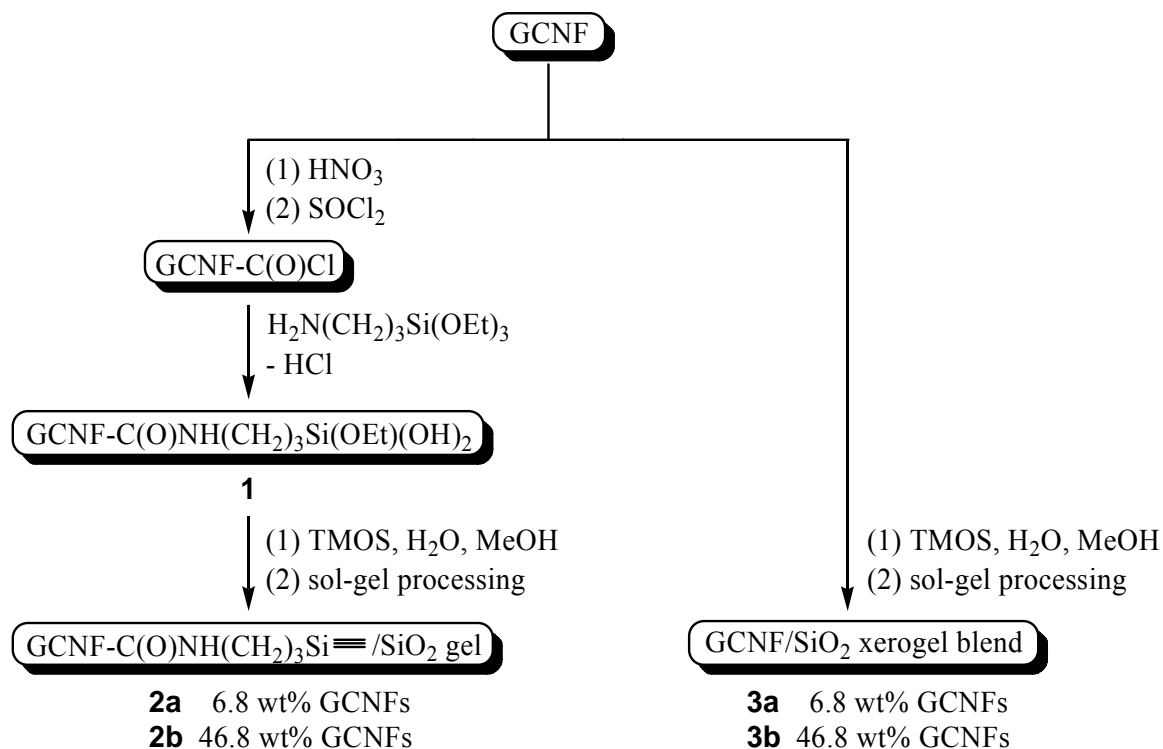 GCNF
(1) HNO₃
(2) SOCl₂
GCNF-C(O)Cl
H₂N(CH₂)₃Si(OEt)₃
- HCl
GCNF-C(O)NH(CH₂)₃Si(OEt)(OH)₂
1
(1) TMOS, H₂O, MeOH
(2) sol-gel processing
GCNF-C(O)NH(CH₂)₃Si≡/SiO₂ gel
2a 6.8 wt% GCNFs
2b 46.8 wt% GCNFs
(1) TMOS, H₂O, MeOH
(2) sol-gel processing
GCNF/SiO₂ xerogel blend
3a 6.8 wt% GCNFs
3b 46.8 wt% GCNFs